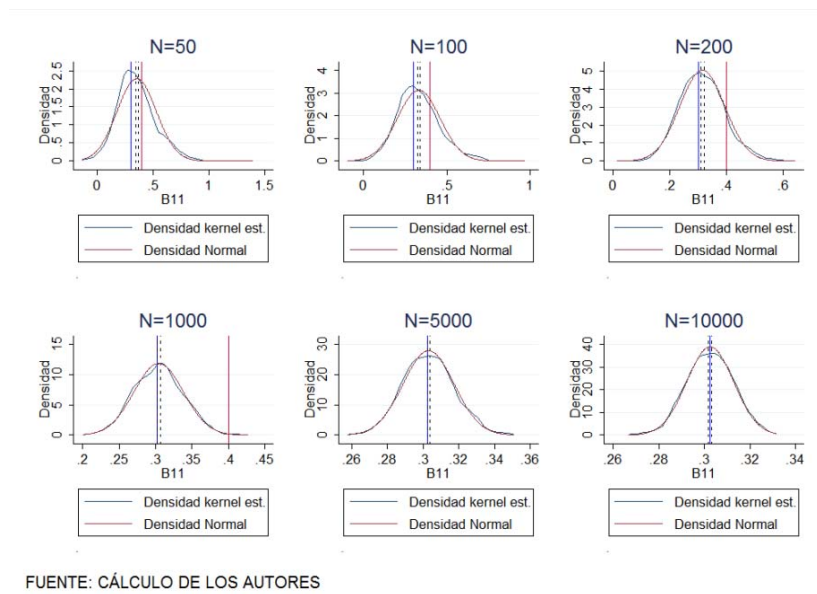 N=50 N=100 N=200
Densidad
0 .5 1 1.5 2 2.5
0 .5 1 1.5
B11
Densidad kernel est.
Densidad Normal
Densidad
0 1 2 3 4
0 .5 1
B11
Densidad kernel est.
Densidad Normal
Densidad
0 1 2 3 4 5
0 .2 .4 .6
B11
Densidad kernel est.
Densidad Normal
N=1000 N=5000 N=10000
Densidad
0 5 10 15
.2 .25 .3 .35 .4 .45
B11
Densidad kernel est.
Densidad Normal
Densidad
0 10 20 30
.26 .28 .3 .32 .34 .36
B11
Densidad kernel est.
Densidad Normal
Densidad
0 10 20 30 40
.26 .28 .3 .32 .34
B11
Densidad kernel est.
Densidad Normal
FUENTE: CÁLCULO DE LOS AUTORES